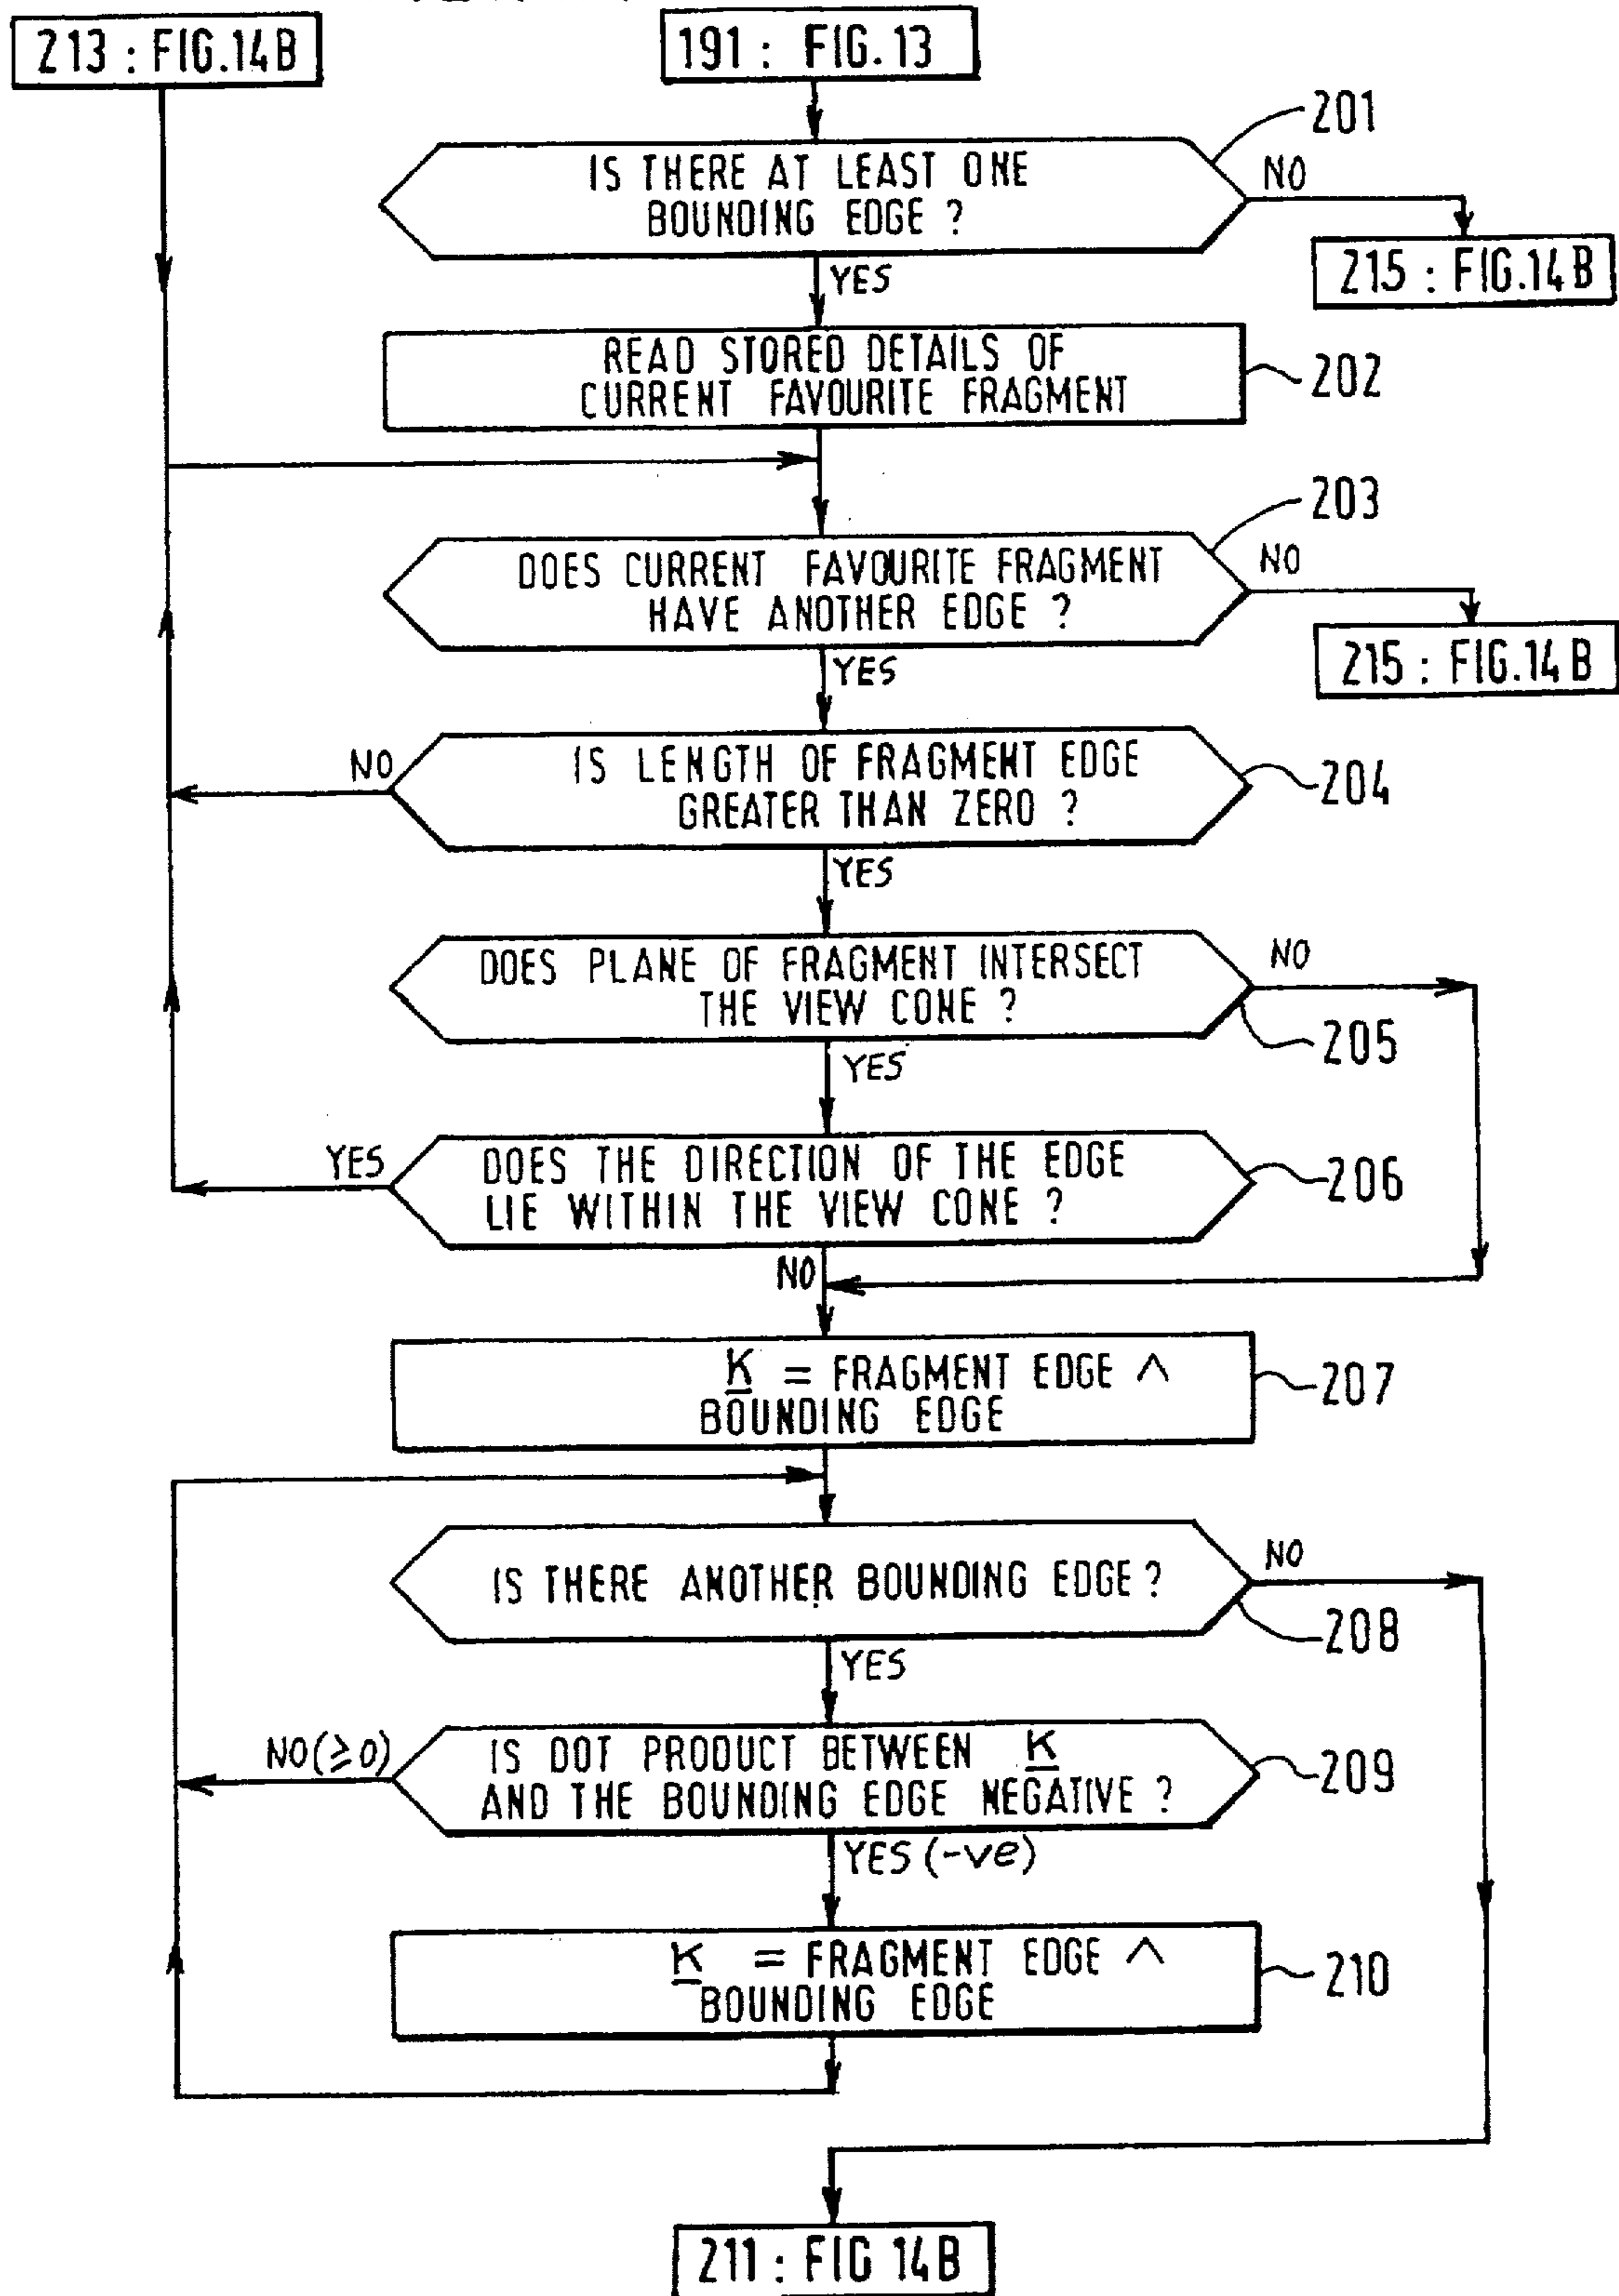 213 : FIG.14B
191 : FIG.13
201
IS THERE AT LEAST ONE
BOUNDING EDGE ?
NO
215 : FIG.14B
YES
READ STORED DETAILS OF
CURRENT FAVOURITE FRAGMENT
202
203
DOES CURRENT FAVOURITE FRAGMENT
HAVE ANOTHER EDGE ?
NO
215 : FIG.14B
YES
NO
IS LENGTH OF FRAGMENT EDGE
GREATER THAN ZERO ?
204
YES
DOES PLANE OF FRAGMENT INTERSECT
THE VIEW CONE ?
NO
205
YES
YES
DOES THE DIRECTION OF THE EDGE
LIE WITHIN THE VIEW CONE ?
206
NO
K = FRAGMENT EDGE ∧
BOUNDING EDGE
207
IS THERE ANOTHER BOUNDING EDGE ?
NO
208
YES
NO(≥0)
IS DOT PRODUCT BETWEEN K
AND THE BOUNDING EDGE NEGATIVE ?
209
YES (-ve)
K = FRAGMENT EDGE ∧
BOUNDING EDGE
210
211 : FIG 14B